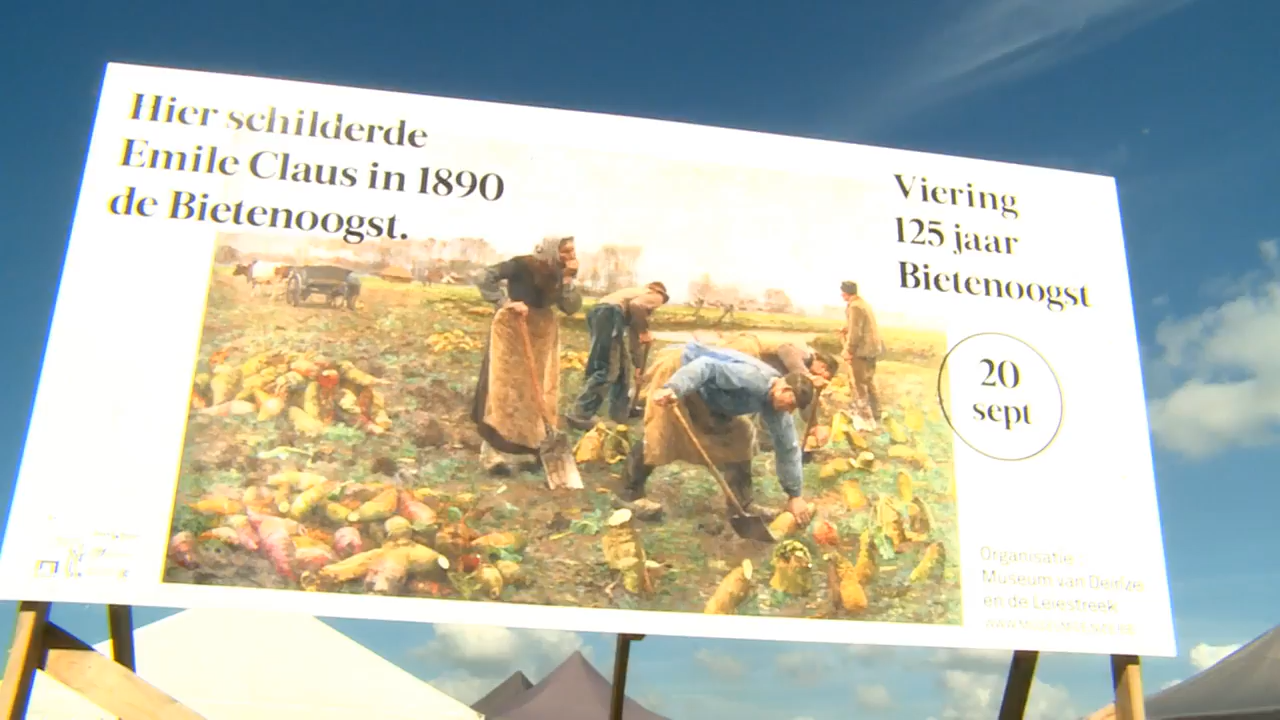 Hier schilderde
Emile Claus in 1890
de Bietenoogst.
Viering
125 jaar
Bietenoogst
20
sept
Organisatie
Museum van Deinze
en de Leiestreek